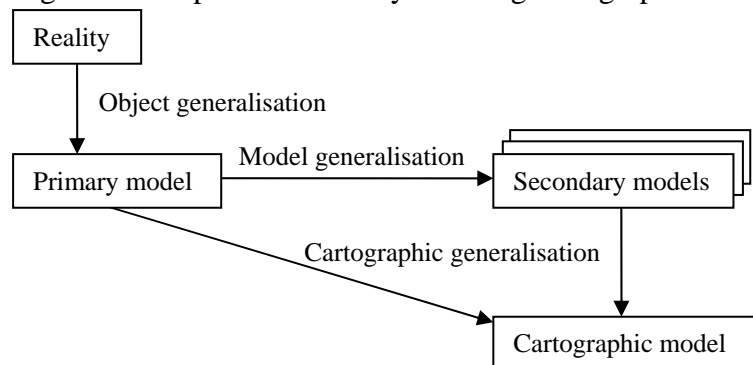 Reality
Object generalisation
Model generalisation
Primary model
Secondary models
Cartographic generalisation
Cartographic model